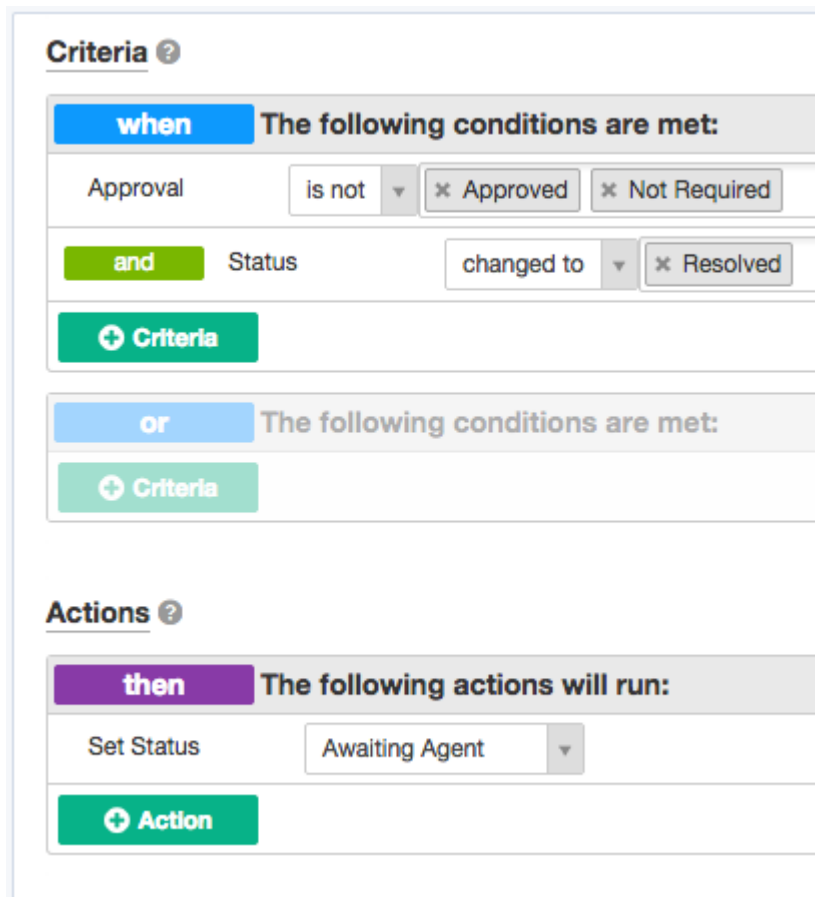 Criteria ?
when The following conditions are met:
Approval is not × Approved × Not Required
and Status changed to × Resolved
+ Criteria
or The following conditions are met:
+ Criteria
Actions ?
then The following actions will run:
Set Status Awaiting Agent
+ Action